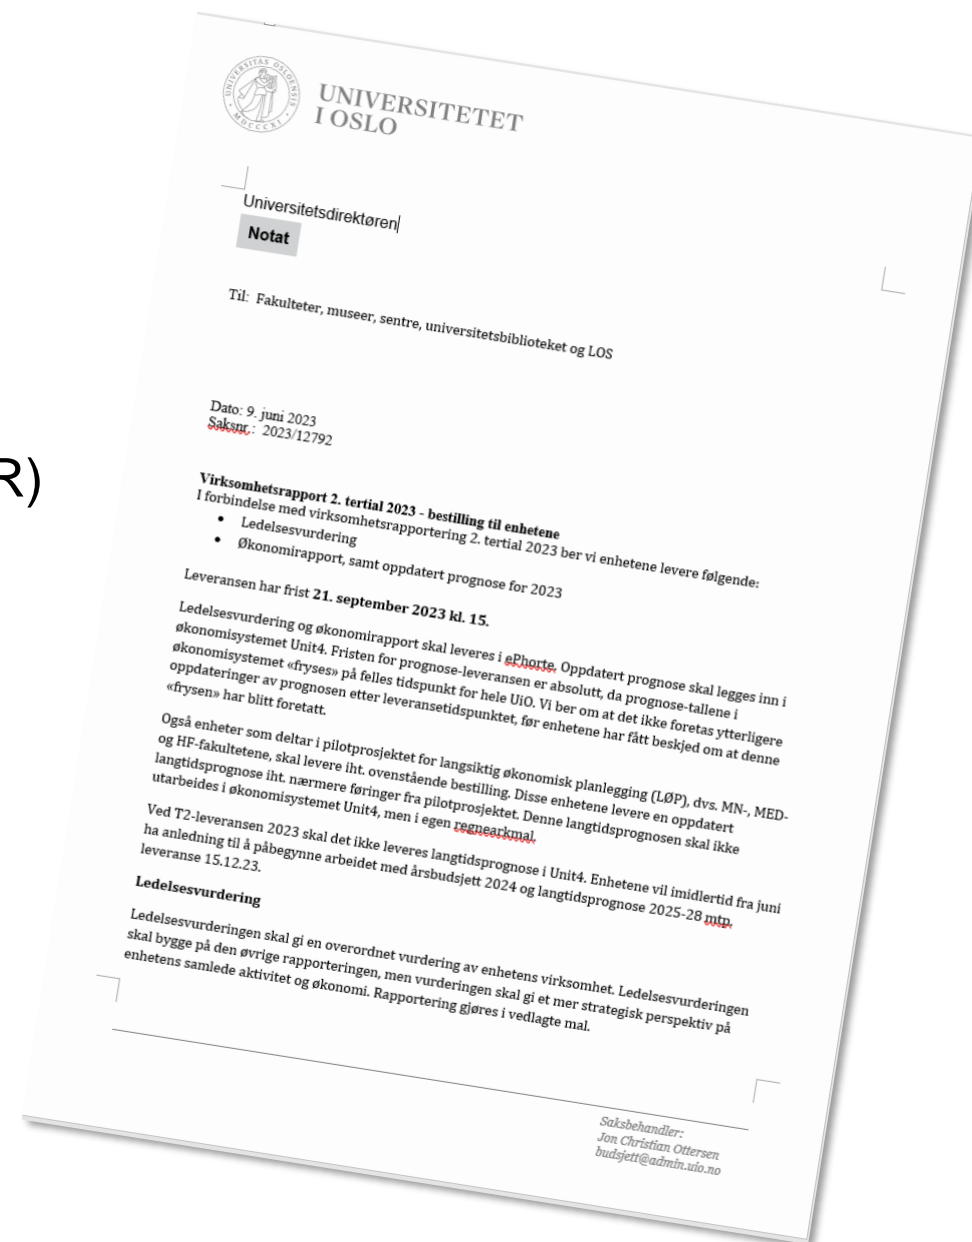 UNIVERSITAS OSLOENSIS
MDCCCXI
UNIVERSITETET
I OSLO
Universitetsdirektøren
Notat
Til: Fakulteter, museer, sentre, universitetsbiblioteket og LOS
Dato: 9. juni 2023
Saksnr.: 2023/12792
R)
Virksomhetsrapport 2. tertial 2023 - bestilling til enhetene
I forbindelse med virksomhetsrapportering 2. tertial 2023 ber vi enhetene levere følgende:
• Ledelsesvurdering
• Økonomirapport, samt oppdatert prognose for 2023
Leveransen har frist 21. september 2023 kl. 15.
Ledelsesvurdering og økonomirapport skal leveres i ePhorte. Oppdatert prognose skal legges inn i
økonomisystemet Unit4. Fristen for prognose-leveransen er absolutt, da prognose-tallene i
økonomisystemet «fryses» på felles tidspunkt for hele UiO. Vi ber om at det ikke foretas ytterligere
oppdateringer av prognosen etter leveransetidspunktet, før enhetene har fått beskjed om at denne
«frysen» har blitt foretatt.
Også enheter som deltar i pilotprosjektet for langsiktig økonomisk planlegging (LØP), dvs. MN-, MED-
og HF-fakultetene, skal levere iht. ovenstående bestilling. Disse enhetene levere en oppdatert
langtidsprognose iht. nærmere føringer fra pilotprosjektet. Denne langtidsprognosen skal ikke
utarbeides i økonomisystemet Unit4, men i egen regnearkmal.
Ved T2-leveransen 2023 skal det ikke leveres langtidsprognose i Unit4. Enhetene vil imidlertid fra juni
ha anledning til å påbegynne arbeidet med årsbudsjett 2024 og langtidsprognose 2025-28 mtp.
leveranse 15.12.23.
Ledelsesvurdering
Ledelsesvurderingen skal gi en overordnet vurdering av enhetens virksomhet. Ledelsesvurderingen
skal bygge på den øvrige rapporteringen, men vurderingen skal gi et mer strategisk perspektiv på
enhetens samlede aktivitet og økonomi. Rapportering gjøres i vedlagte mal.
Saksbehandler:
Jon Christian Ottersen
budsjett@admin.uio.no